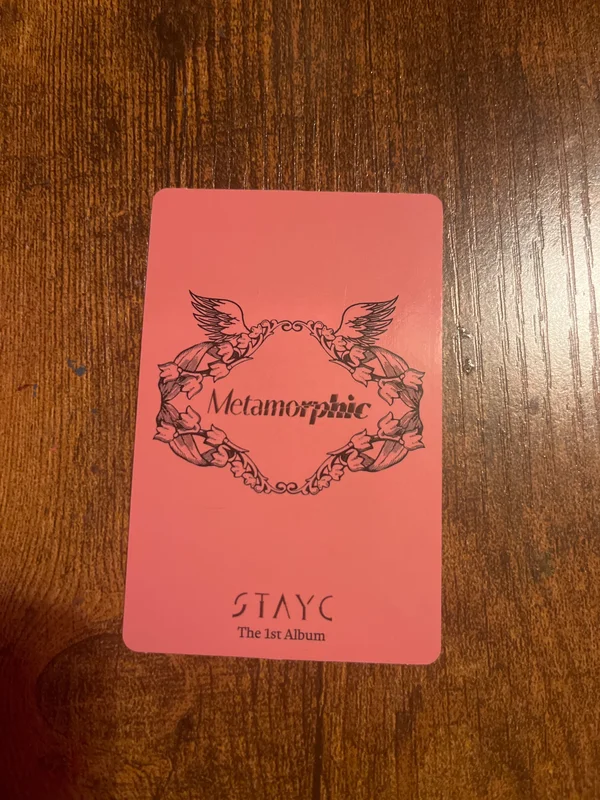 Metamorphic
STAYC
The 1st Album